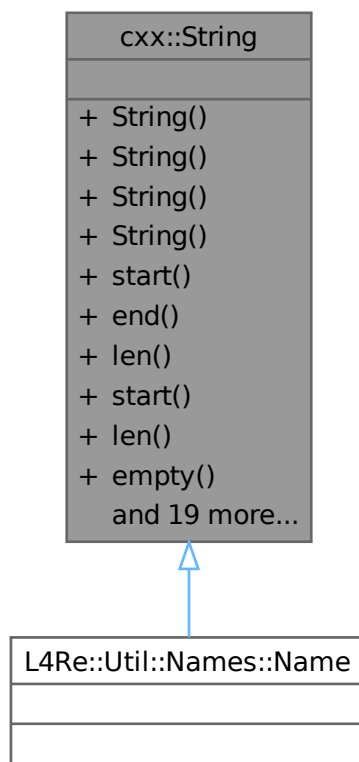 cxx::String
+ String()
+ String()
+ String()
+ String()
+ start()
+ end()
+ len()
+ start()
+ len()
+ empty()
and 19 more...
L4Re::Util::Names::Name